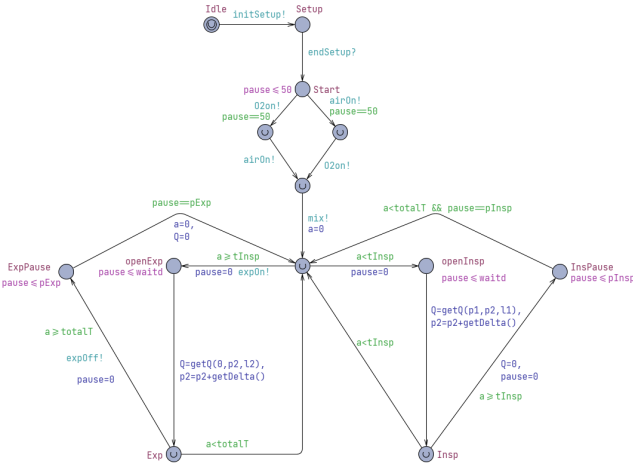 Idle
initSetup!
Setup
endSetup?
pause≤50
Start
O2on!
pause==50
airOn!
pause==50
airOn!
O2on!
mix!
a=0
pause==pExp
a=0,
Q=0
a<totalT && pause==pInsp
ExpPause
pause≤pExp
openExp
pause≤waitd
a≥tInsp
pause=0 expOn!
a<tInsp
pause=0
openInsp
pause≤waitd
InsPause
pause≤pInsp
Q=getQ(p1,p2,l1),
p2=p2+getDelta()
a≥totalT
expOff!
pause=0
Q=getQ(0,p2,l2),
p2=p2+getDelta()
a<tInsp
Q=0,
pause=0
a≥tInsp
a<totalT
Exp
Insp